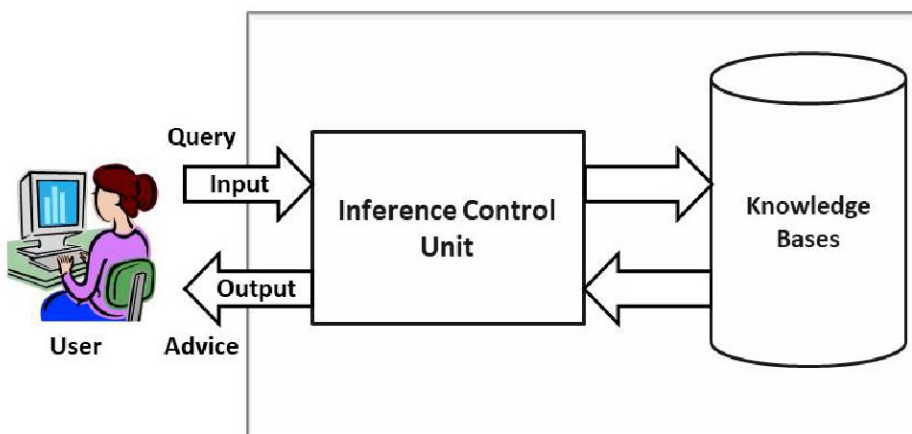 Query
Input
Inference Control
Unit
Knowledge
Bases
Output
User
Advice